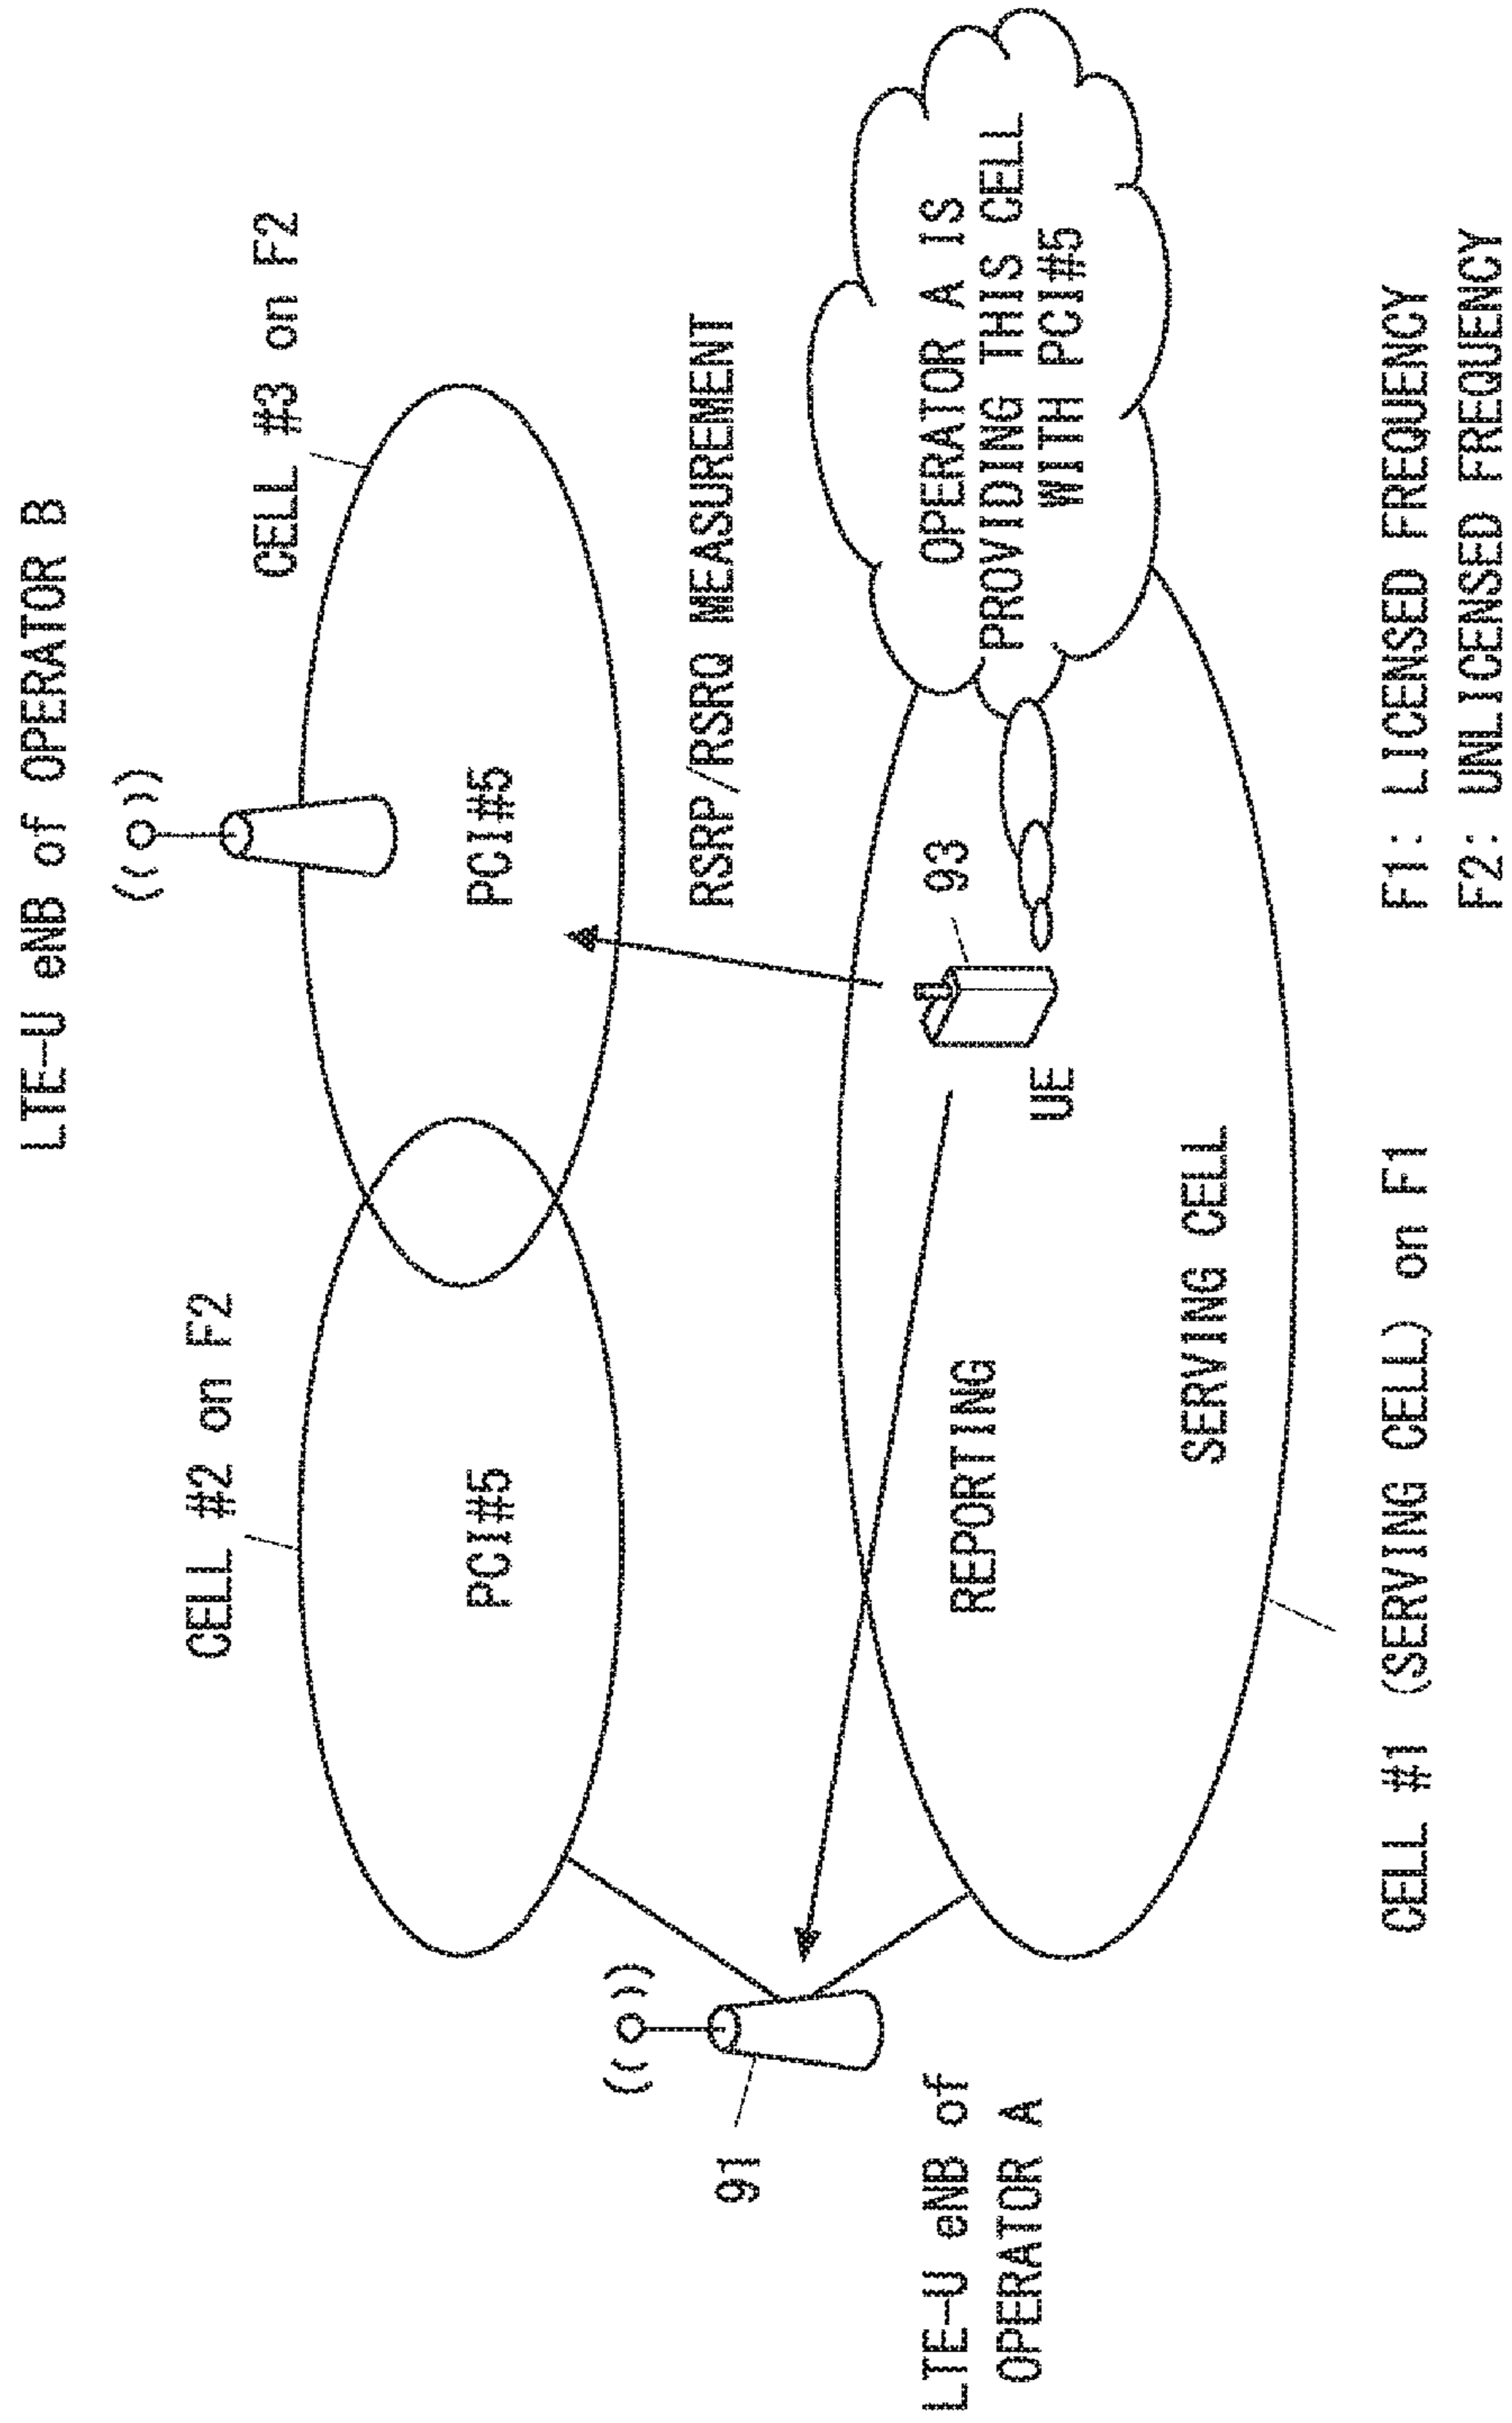 LTE-U eNB of OPERATOR B
CELL #2 on F2
CELL #3 on F2
PCI#5
PCI#5
RSRP/RSRQ MEASUREMENT
91
LTE-U eNB of
OPERATOR A
REPORTING
UE
93
OPERATOR A IS
PROVIDING THIS CELL
WITH PCI#5
SERVING CELL
CELL #1 (SERVING CELL) on F1
F1: LICENSED FREQUENCY
F2: UNLICENSED FREQUENCY